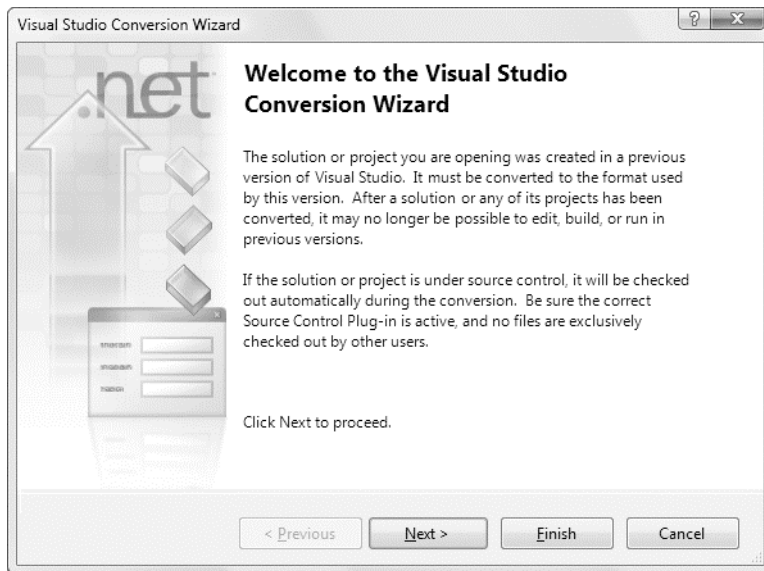 Visual Studio Conversion Wizard
.net
Welcome to the Visual Studio
Conversion Wizard
The solution or project you are opening was created in a previous
version of Visual Studio. It must be converted to the format used
by this version. After a solution or any of its projects has been
converted, it may no longer be possible to edit, build, or run in
previous versions.
If the solution or project is under source control, it will be checked
out automatically during the conversion. Be sure the correct
Source Control Plug-in is active, and no files are exclusively
checked out by other users.
Click Next to proceed.
< Previous
Next >
Finish
Cancel